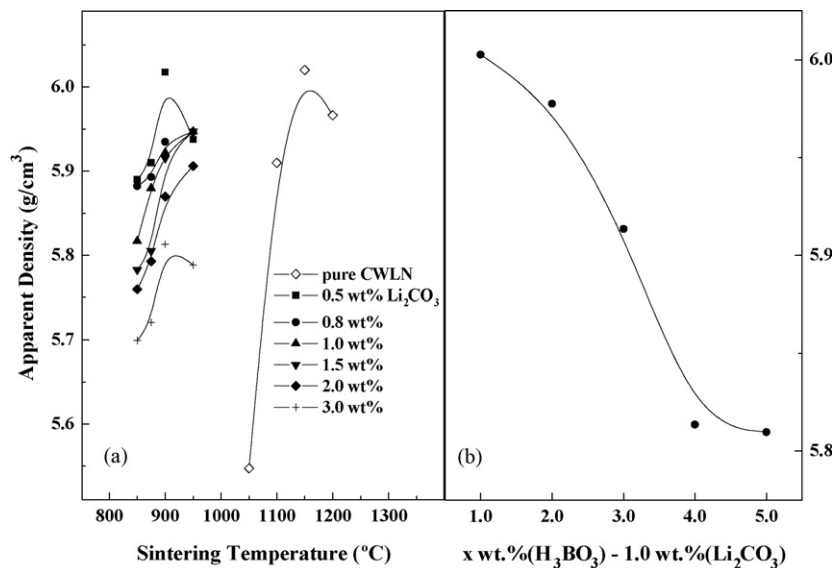 6.0
5.9
5.8
5.7
5.6
Apparent Density (g/cm³)
pure CWLN
0.5 wt% Li₂CO₃
0.8 wt%
1.0 wt%
1.5 wt%
2.0 wt%
3.0 wt%
(a)
800 900 1000 1100 1200 1300
Sintering Temperature (°C)
6.0
5.9
5.8
(b)
1.0 2.0 3.0 4.0 5.0
x wt.%(H₃BO₃) - 1.0 wt.%(Li₂CO₃)